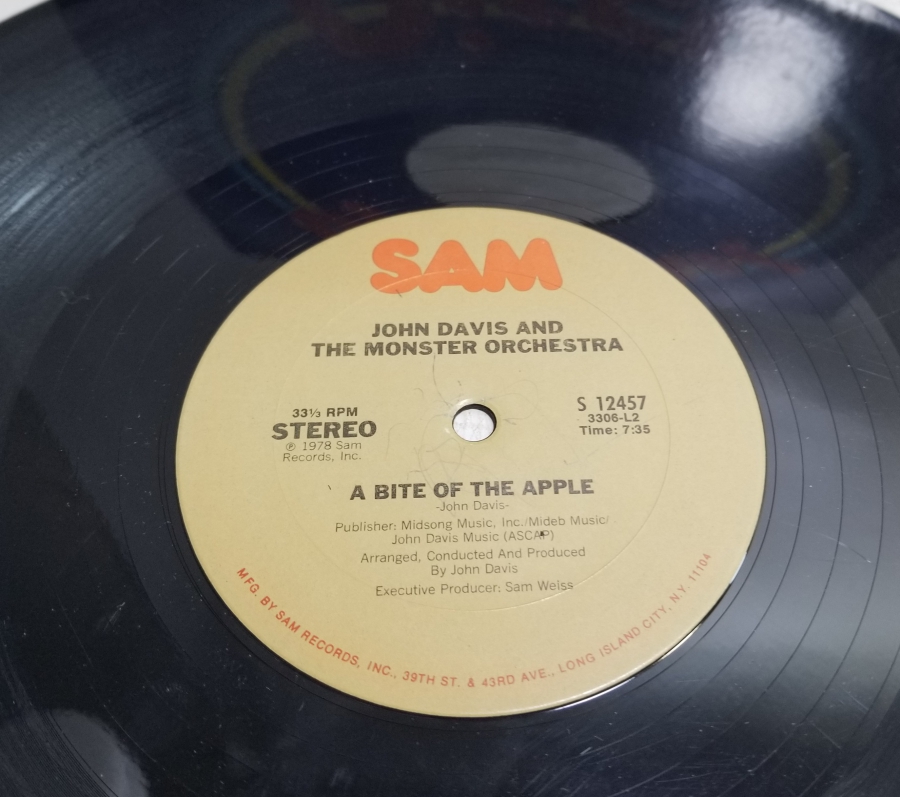 SAM
JOHN DAVIS AND
THE MONSTER ORCHESTRA
33⅓ RPM
STEREO
℗ 1978 Sam
Records, Inc.
S 12457
3306-L2
Time: 7:35
A BITE OF THE APPLE
-John Davis-
Publisher: Midsong Music, Inc./Mideb Music/
John Davis Music (ASCAP)
Arranged, Conducted And Produced
By John Davis
Executive Producer: Sam Weiss
MFG. BY SAM RECORDS, INC., 39TH ST. & 43RD AVE., LONG ISLAND CITY, N.Y. 11104